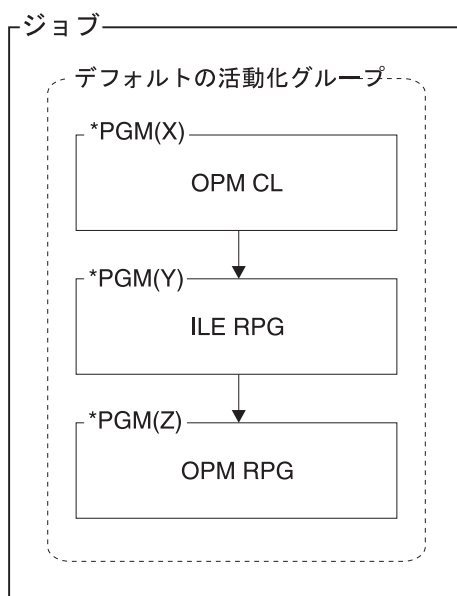 ジョブ
デフォルトの活動化グループ
*PGM(X)
OPM CL
*PGM(Y)
ILE RPG
*PGM(Z)
OPM RPG